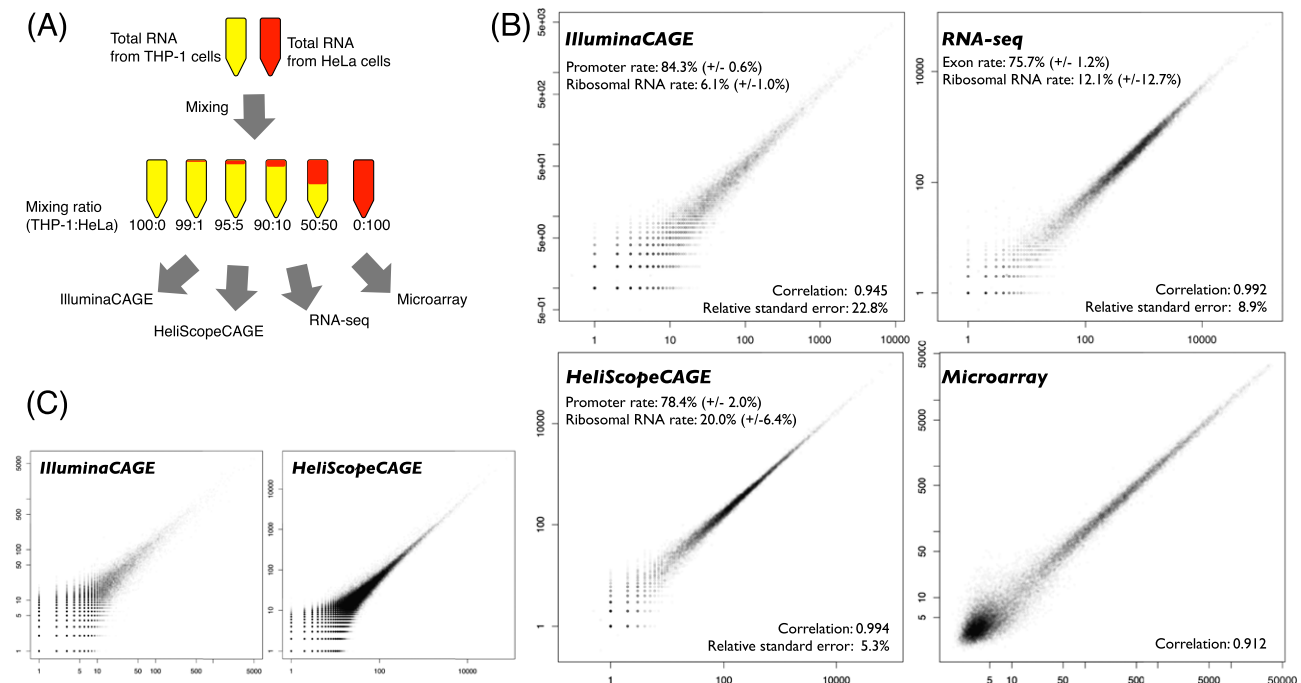 (A)
Total RNA
from THP-1 cells
Total RNA
from HeLa cells
Mixing
Mixing ratio
(THP-1:HeLa)
100:0 99:1 95:5 90:10 50:50 0:100
IlluminaCAGE
HeliScopeCAGE
RNA-seq
Microarray
(B)
IlluminaCAGE
Promoter rate: 84.3% (+/- 0.6%)
Ribosomal RNA rate: 6.1% (+/-1.0%)
Correlation: 0.945
Relative standard error: 22.8%
5e+03
5e+02
5e+01
5e+00
5e-01
1 10 100 1000 10000
RNA-seq
Exon rate: 75.7% (+/- 1.2%)
Ribosomal RNA rate: 12.1% (+/-12.7%)
Correlation: 0.992
Relative standard error: 8.9%
10000
100
1
1 100 10000
HeliScopeCAGE
Promoter rate: 78.4% (+/- 2.0%)
Ribosomal RNA rate: 20.0% (+/-6.4%)
Correlation: 0.994
Relative standard error: 5.3%
10000
100
1
1 100 10000
Microarray
Correlation: 0.912
50000
5000
500
50
10
5
5 10 50 500 5000 50000
(C)
IlluminaCAGE
5000
500
100
50
10
5
1
1 5 10 50 100 500 5000
HeliScopeCAGE
10000
1000
100
10
1
1 100 10000